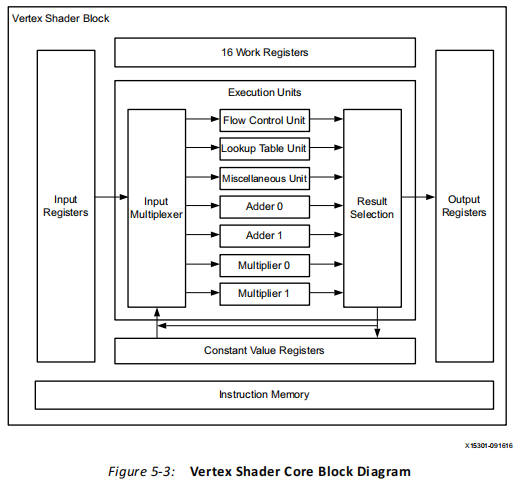 Vertex Shader Block
16 Work Registers
Execution Units
Input
Registers
Input
Multiplexer
Flow Control Unit
Lookup Table Unit
Miscellaneous Unit
Adder 0
Adder 1
Multiplier 0
Multiplier 1
Result
Selection
Output
Registers
Constant Value Registers
Instruction Memory
X15301-091616
Figure 5-3: Vertex Shader Core Block Diagram